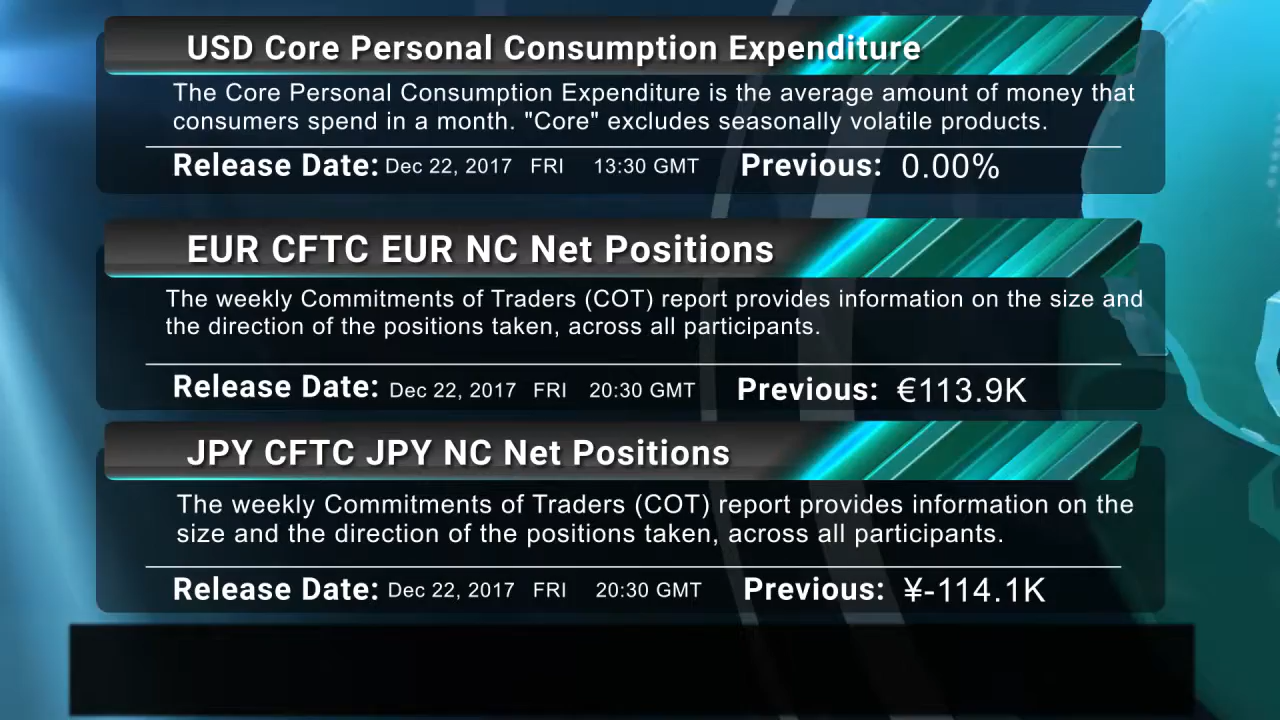 USD Core Personal Consumption Expenditure
The Core Personal Consumption Expenditure is the average amount of money that
consumers spend in a month. "Core" excludes seasonally volatile products.
Release Date: Dec 22, 2017 FRI 13:30 GMT Previous: 0.00%
EUR CFTC EUR NC Net Positions
The weekly Commitments of Traders (COT) report provides information on the size and
the direction of the positions taken, across all participants.
Release Date: Dec 22, 2017 FRI 20:30 GMT Previous: €113.9K
JPY CFTC JPY NC Net Positions
The weekly Commitments of Traders (COT) report provides information on the
size and the direction of the positions taken, across all participants.
Release Date: Dec 22, 2017 FRI 20:30 GMT Previous: ¥-114.1K